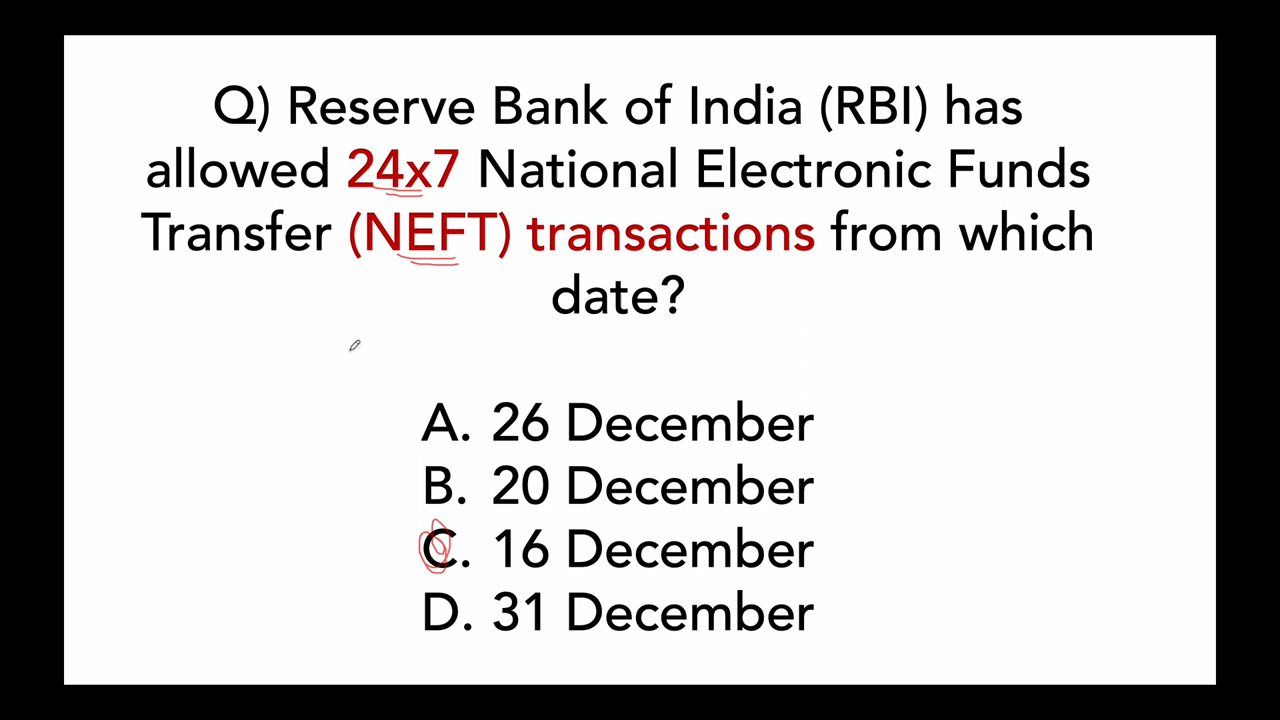 Q) Reserve Bank of India (RBI) has
allowed 24x7 National Electronic Funds
Transfer (NEFT) transactions from which
date?
A. 26 December
B. 20 December
C. 16 December
D. 31 December